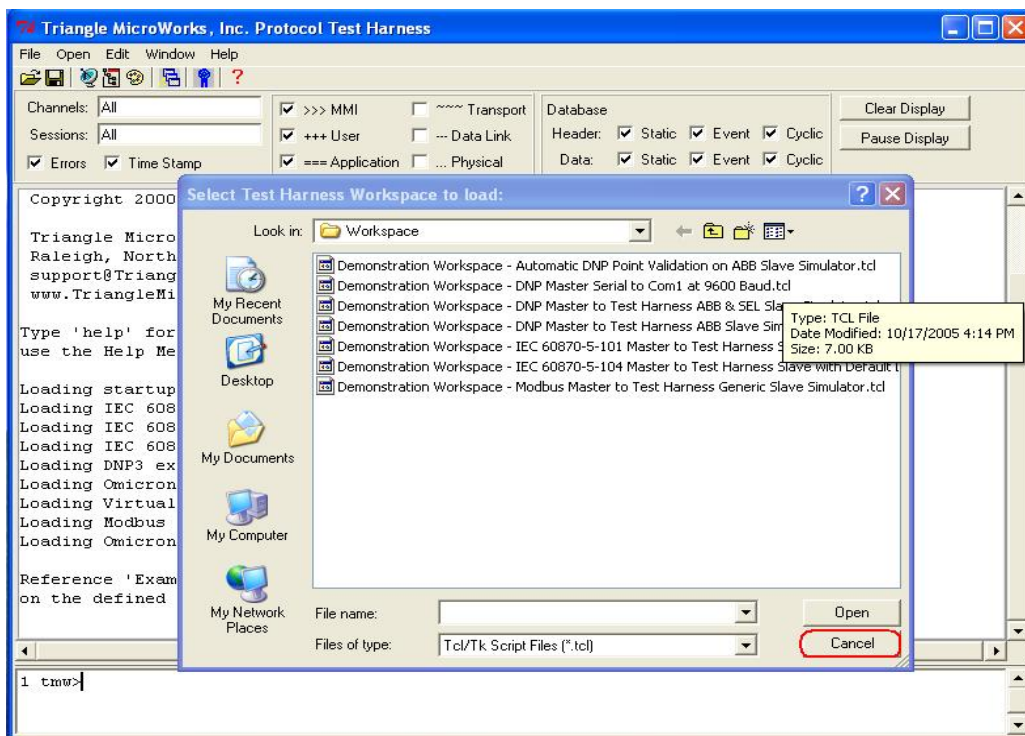 Triangle MicroWorks, Inc. Protocol Test Harness
File Open Edit Window Help
Channels: All
>>> MMI
~~~ Transport
Database
Clear Display
Sessions: All
+++ User
--- Data Link
Header: Static Event Cyclic
Pause Display
Errors Time Stamp
=== Application
... Physical
Data: Static Event Cyclic
Copyright 2000
Triangle Micro
Raleigh, North
support@Triang
www.TriangleMi
Type 'help' for
use the Help Me
Loading startup
Loading IEC 608
Loading IEC 608
Loading IEC 608
Loading DNP3 ex
Loading Omicron
Loading Virtual
Loading Modbus
Loading Omicron
Reference 'Exam
on the defined
Select Test Harness Workspace to load:
Look in: Workspace
My Recent Documents
Desktop
My Documents
My Computer
My Network Places
Demonstration Workspace - Automatic DNP Point Validation on ABB Slave Simulator.tcl
Demonstration Workspace - DNP Master Serial to Com1 at 9600 Baud.tcl
Demonstration Workspace - DNP Master to Test Harness ABB & SEL
Demonstration Workspace - DNP Master to Test Harness ABB Slave Sim
Demonstration Workspace - IEC 60870-5-101 Master to Test Harness S
Demonstration Workspace - IEC 60870-5-104 Master to Test Harness Slave with Default
Demonstration Workspace - Modbus Master to Test Harness Generic Slave Simulator.tcl
Type: TCL File
Date Modified: 10/17/2005 4:14 PM
Size: 7.00 KB
File name:
Open
Files of type: Tcl/Tk Script Files (*.tcl)
Cancel
1 tmw>